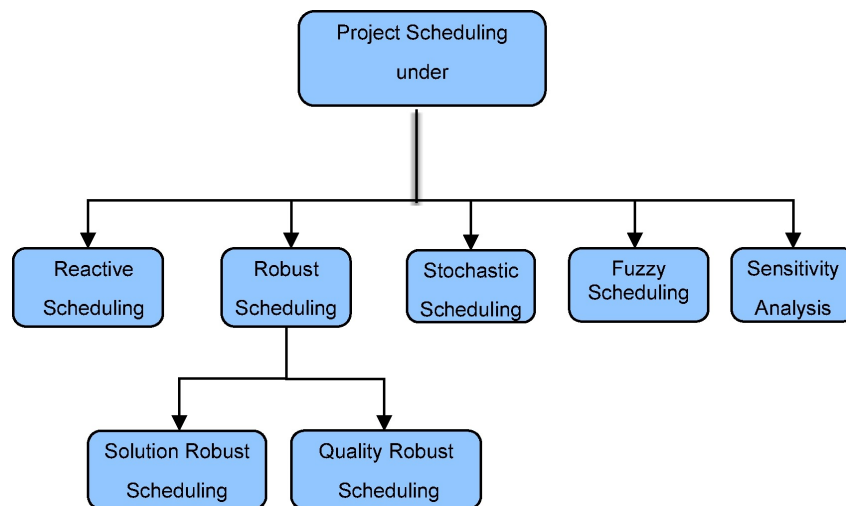 Project Scheduling
under
Reactive
Scheduling
Robust
Scheduling
Stochastic
Scheduling
Fuzzy
Scheduling
Sensitivity
Analysis
Solution Robust
Scheduling
Quality Robust
Scheduling